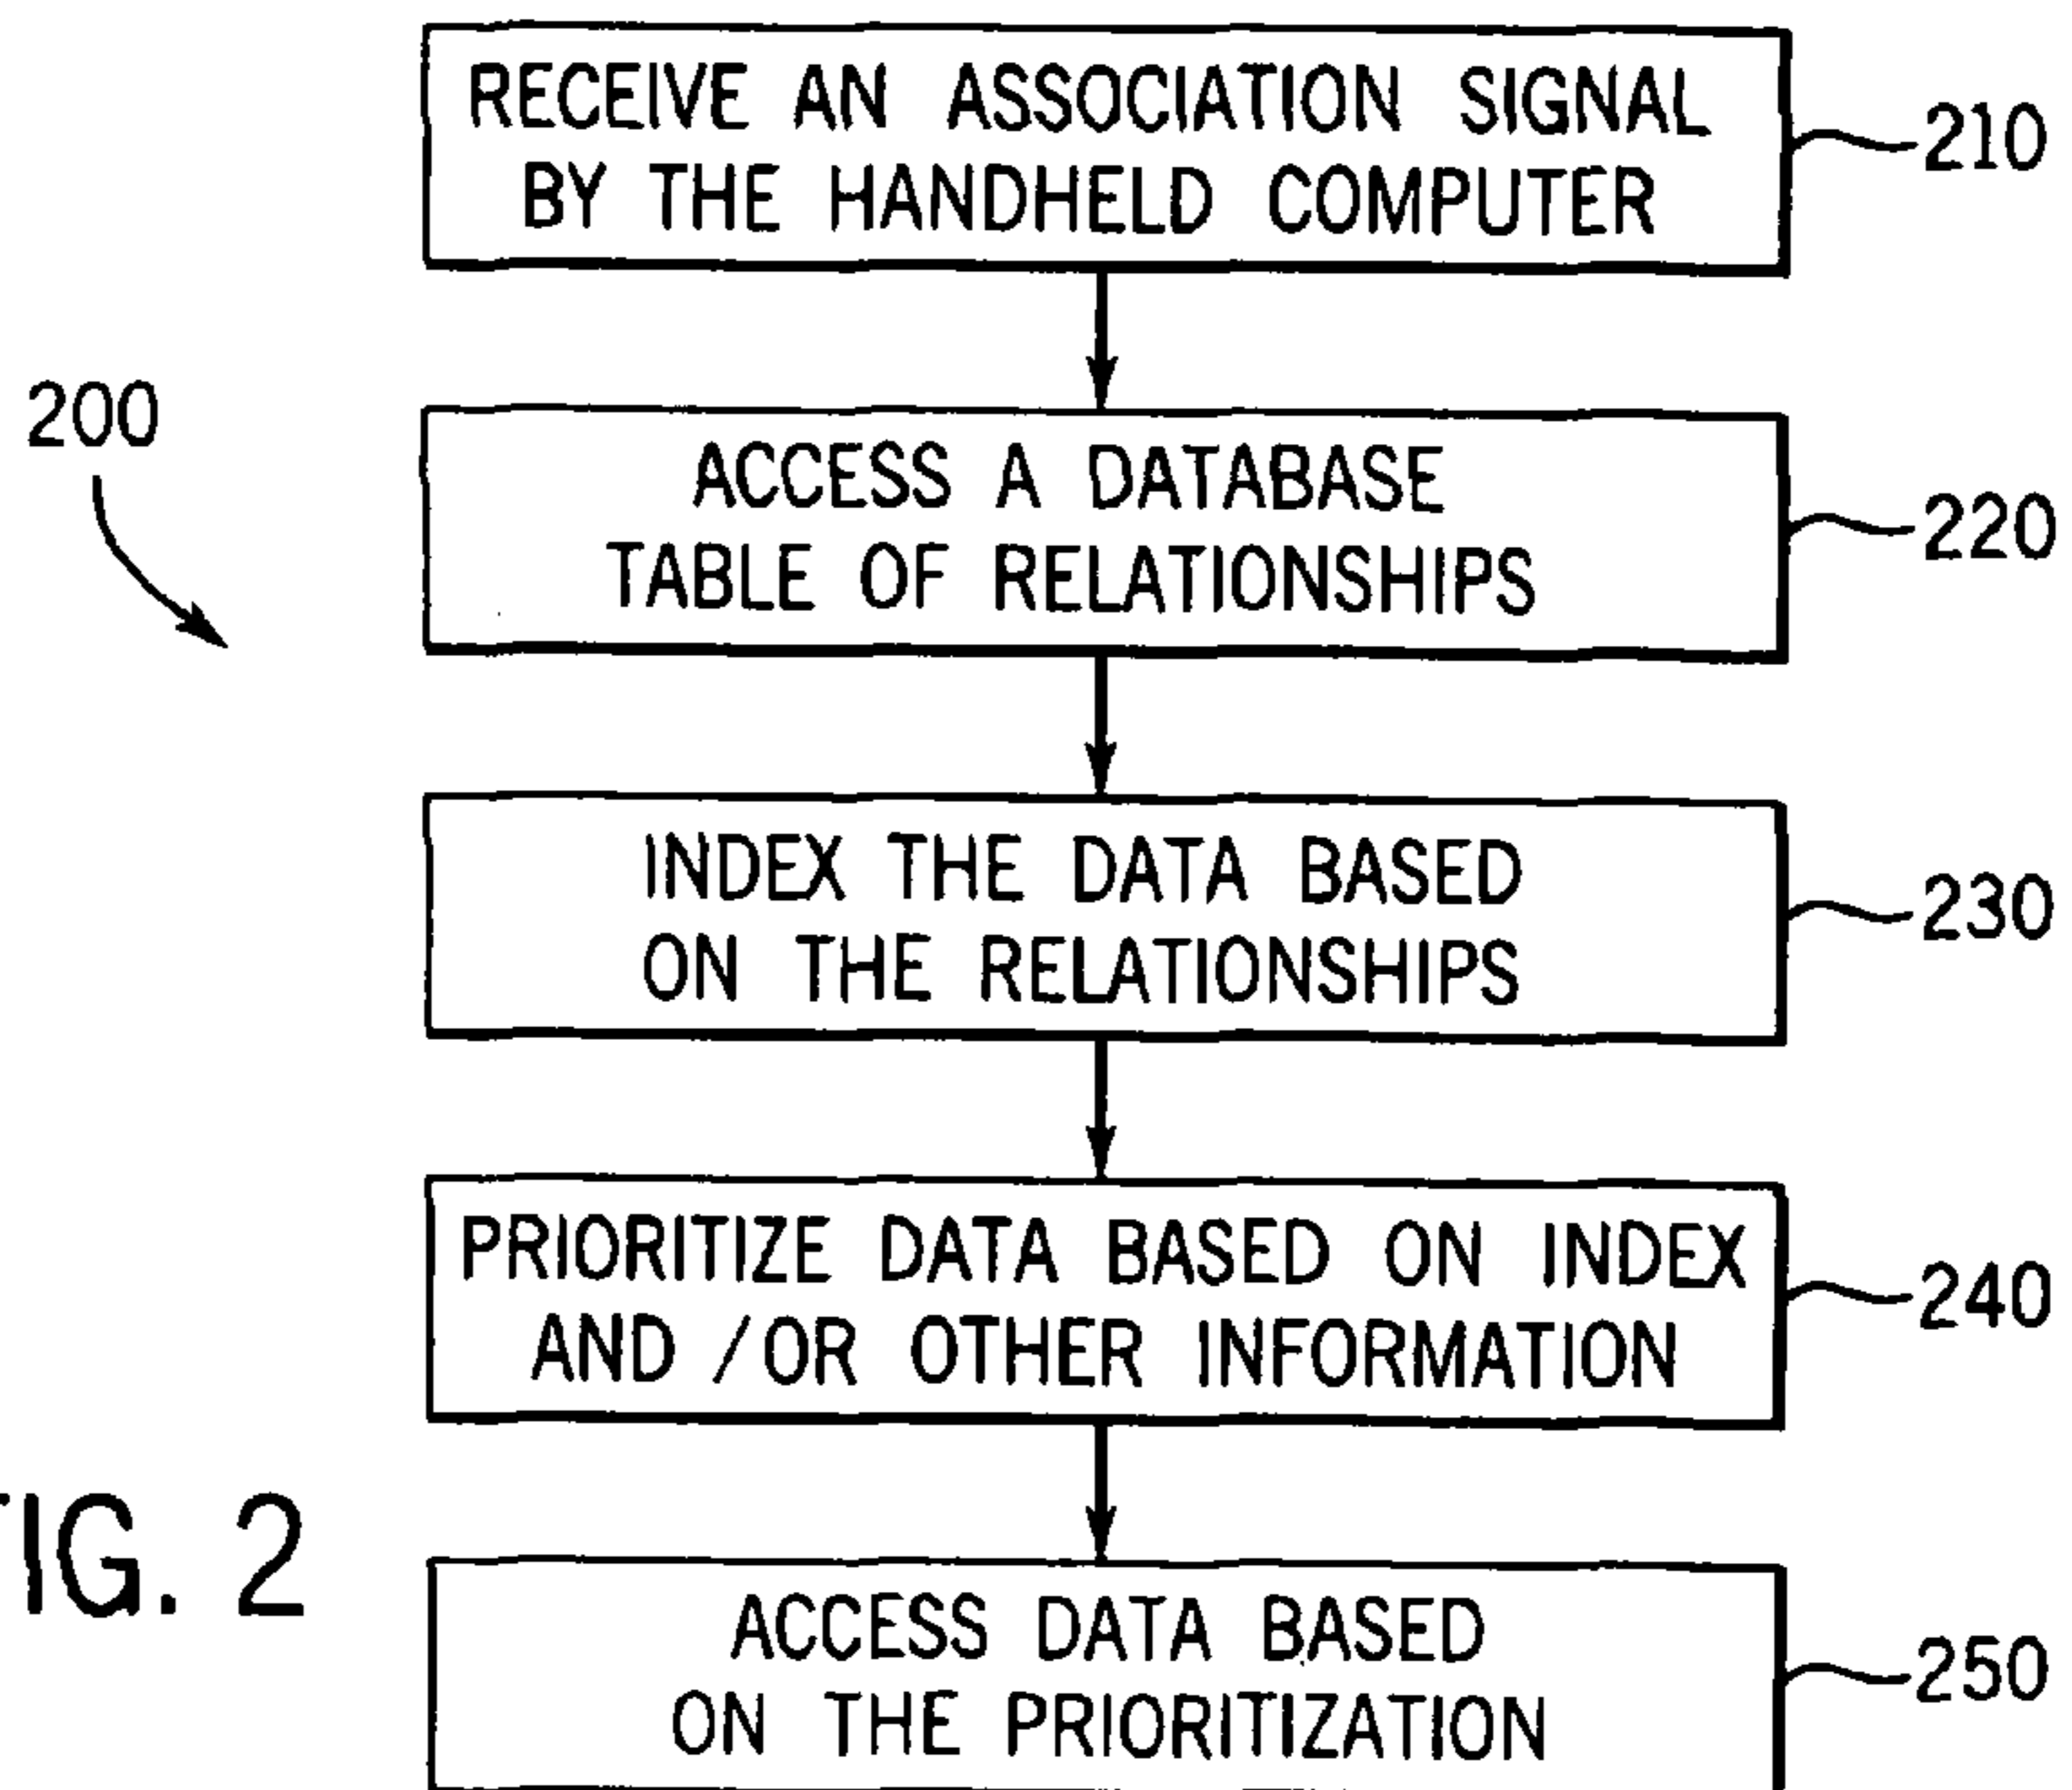 RECEIVE AN ASSOCIATION SIGNAL
BY THE HANDHELD COMPUTER
210
200
ACCESS A DATABASE
TABLE OF RELATIONSHIPS
220
INDEX THE DATA BASED
ON THE RELATIONSHIPS
230
PRIORITIZE DATA BASED ON INDEX
AND /OR OTHER INFORMATION
240
IG. 2
ACCESS DATA BASED
ON THE PRIORITIZATION
250